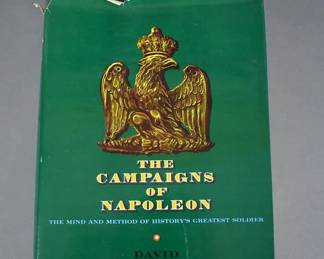 THE
CAMPAIGNS
OF
NAPOLEON
THE MIND AND METHOD OF HISTORY'S GREATEST SOLDIER
DAVID